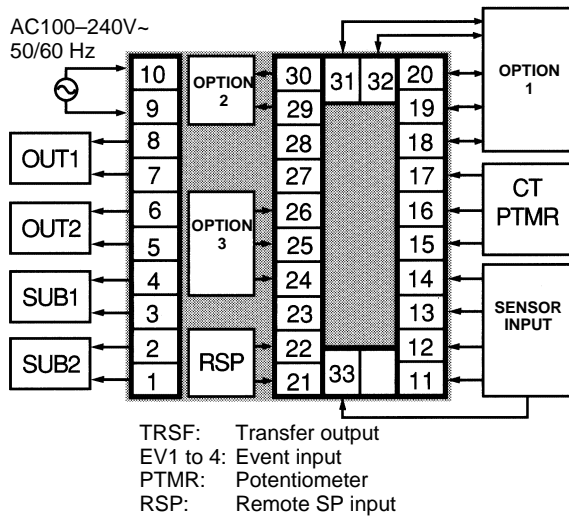 AC100–240V~
50/60 Hz
10
9
8
7
6
5
4
3
2
1
OUT1
OUT2
SUB1
SUB2
OPTION
2
OPTION
3
RSP
30
29
28
27
26
25
24
23
22
21
31
32
33
20
19
18
17
16
15
14
13
12
11
OPTION
1
CT
PTMR
SENSOR
INPUT
TRSF: Transfer output
EV1 to 4: Event input
PTMR: Potentiometer
RSP: Remote SP input